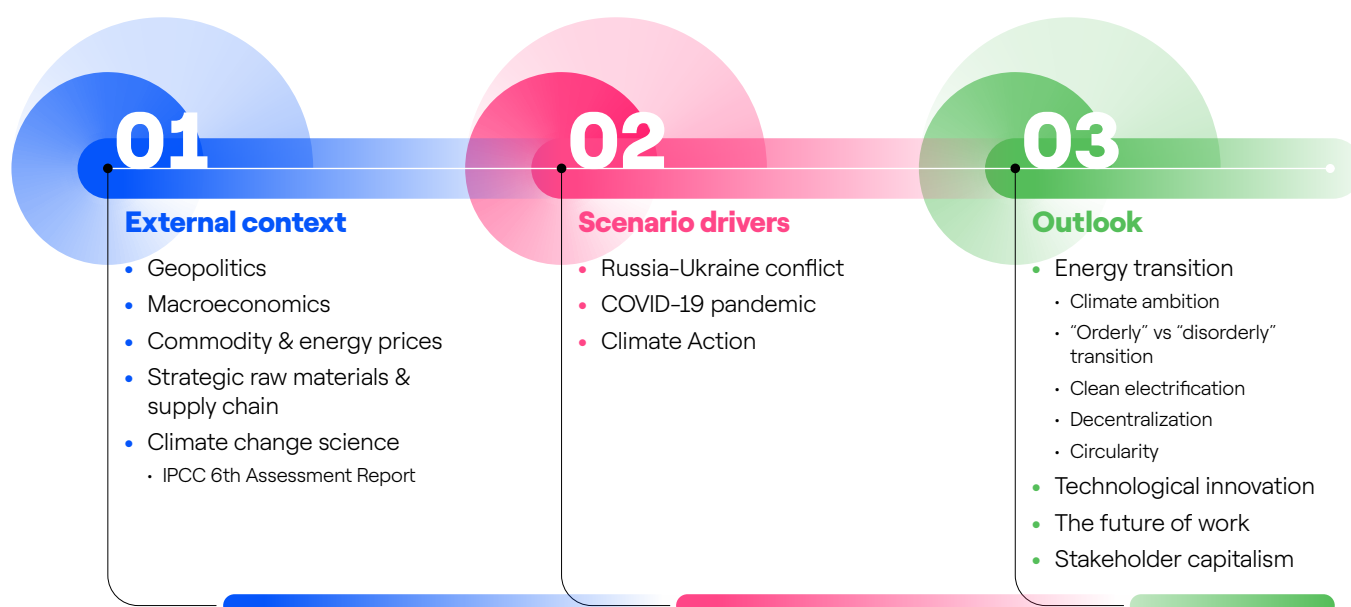 01
External context
• Geopolitics
• Macroeconomics
• Commodity & energy prices
• Strategic raw materials &
supply chain
• Climate change science
• IPCC 6th Assessment Report
02
Scenario drivers
• Russia-Ukraine conflict
• COVID-19 pandemic
• Climate Action
03
Outlook
• Energy transition
• Climate ambition
• “Orderly” vs “disorderly”
transition
• Clean electrification
• Decentralization
• Circularity
• Technological innovation
• The future of work
• Stakeholder capitalism